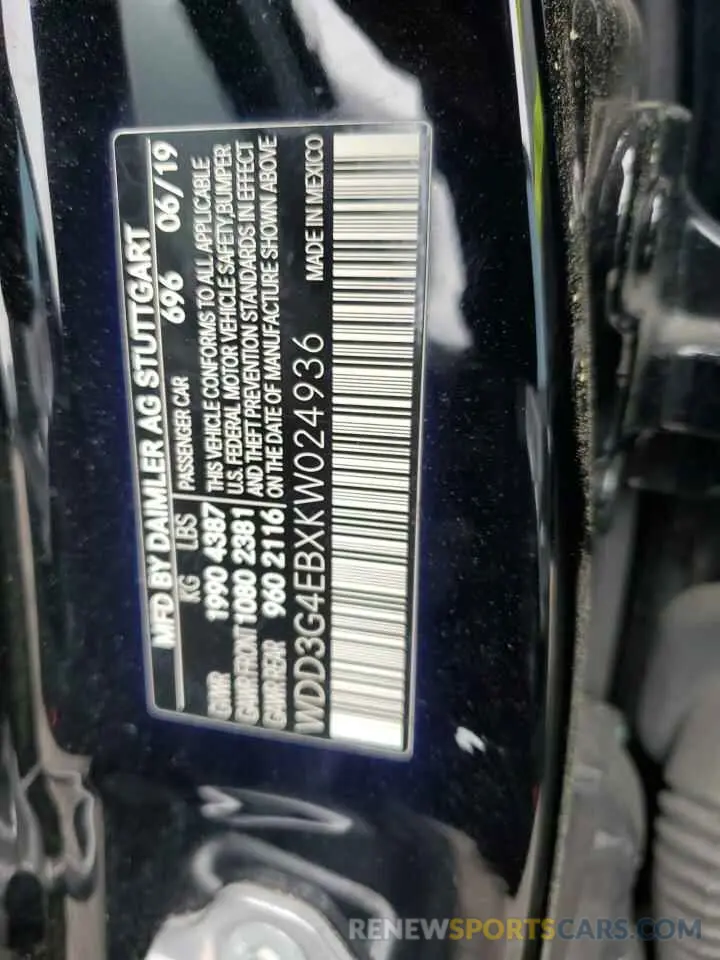 MFD BY DAIMLER AG STUTTGART
696 06/19
KG LBS PASSENGER CAR
GVWR 1990 4387 THIS VEHICLE CONFORMS TO ALL APPLICABLE
GAWR FRONT 1080 2381 U.S. FEDERAL MOTOR VEHICLE SAFETY,BUMPER
GAWR REAR 960 2116 AND THEFT PREVENTION STANDARDS IN EFFECT
ON THE DATE OF MANUFACTURE SHOWN ABOVE
WDD3G4EBXKW024936 MADE IN MEXICO
RENEWSPORTSCARS.COM